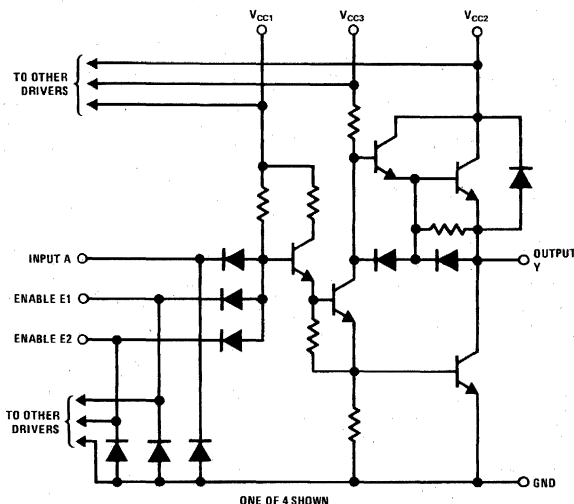 VCC1
VCC3
VCC2
TO OTHER
DRIVERS
INPUT A
OUTPUT
Y
ENABLE E1
ENABLE E2
TO OTHER
DRIVERS
GND
ONE OF 4 SHOWN